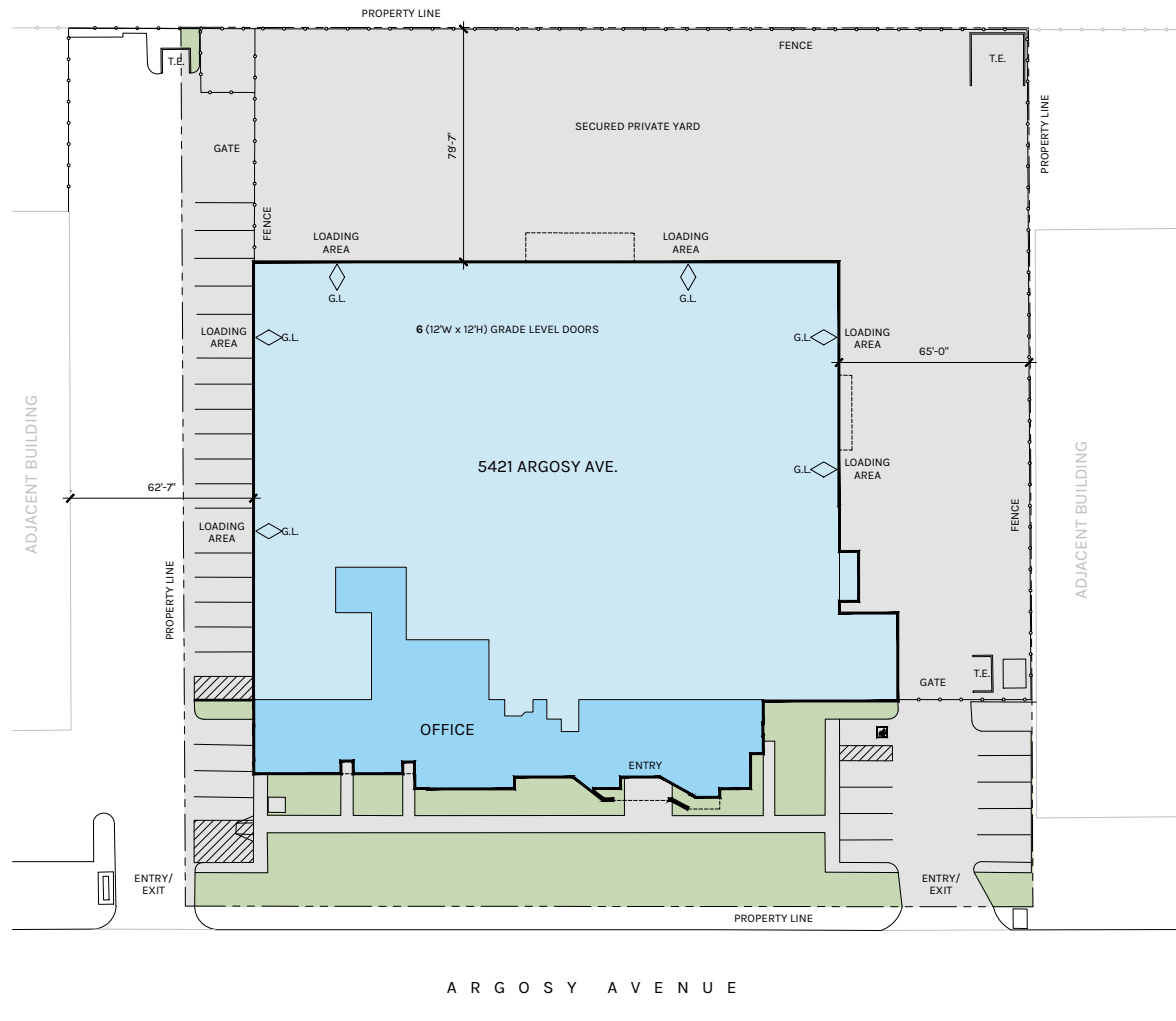 PROPERTY LINE
FENCE
T.E.
T.E.
PROPERTY LINE
SECURED PRIVATE YARD
79'-7"
GATE
FENCE
LOADING
AREA
LOADING
AREA
G.L.
G.L.
6 (12'W x 12'H) GRADE LEVEL DOORS
LOADING
AREA
G.L.
G.L.
LOADING
AREA
65'-0"
ADJACENT BUILDING
5421 ARGOSY AVE.
G.L.
LOADING
AREA
62'-7"
ADJACENT BUILDING
FENCE
LOADING
AREA
G.L.
PROPERTY LINE
T.E.
GATE
OFFICE
ENTRY
ENTRY/
EXIT
ENTRY/
EXIT
PROPERTY LINE
ARGOSY AVENUE